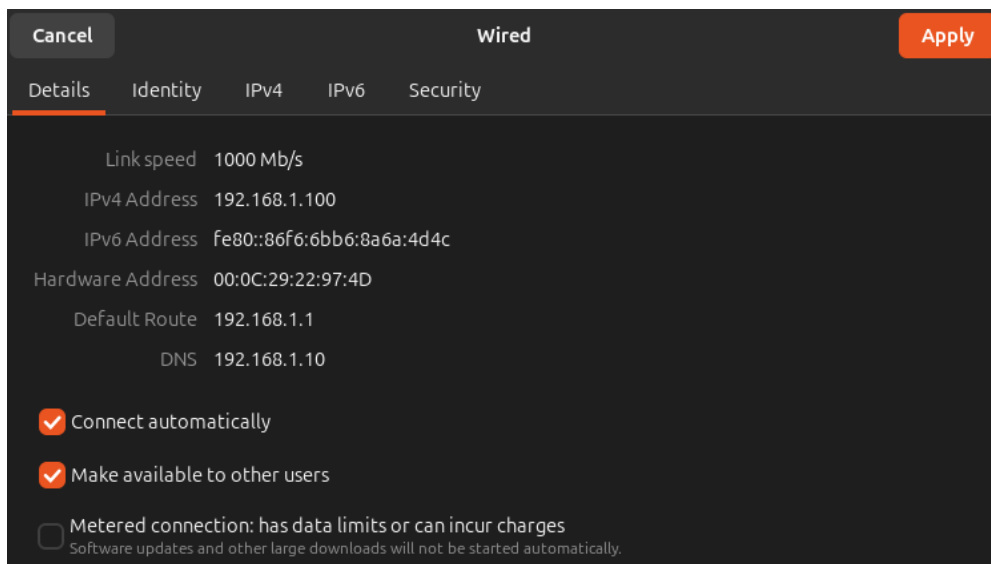 Cancel Wired Apply
Details Identity IPv4 IPv6 Security
Link speed 1000 Mb/s
IPv4 Address 192.168.1.100
IPv6 Address fe80::86f6:6bb6:8a6a:4d4c
Hardware Address 00:0C:29:22:97:4D
Default Route 192.168.1.1
DNS 192.168.1.10
Connect automatically
Make available to other users
Metered connection: has data limits or can incur charges
Software updates and other large downloads will not be started automatically.